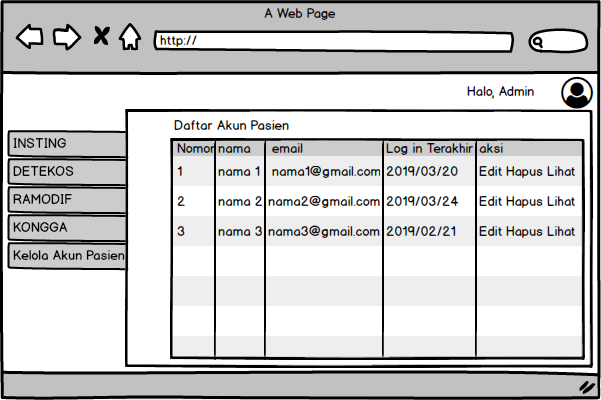 A Web Page
http://
Halo, Admin
Daftar Akun Pasien
INSTING
DETEKOS
RAMODIF
KONGGA
Kelola Akun Pasien
Nomor nama email Log in Terakhir aksi
1 nama 1 nama1@gmail.com 2019/03/20 Edit Hapus Lihat
2 nama 2 nama2@gmail.com 2019/03/24 Edit Hapus Lihat
3 nama 3 nama3@gmail.com 2019/02/21 Edit Hapus Lihat